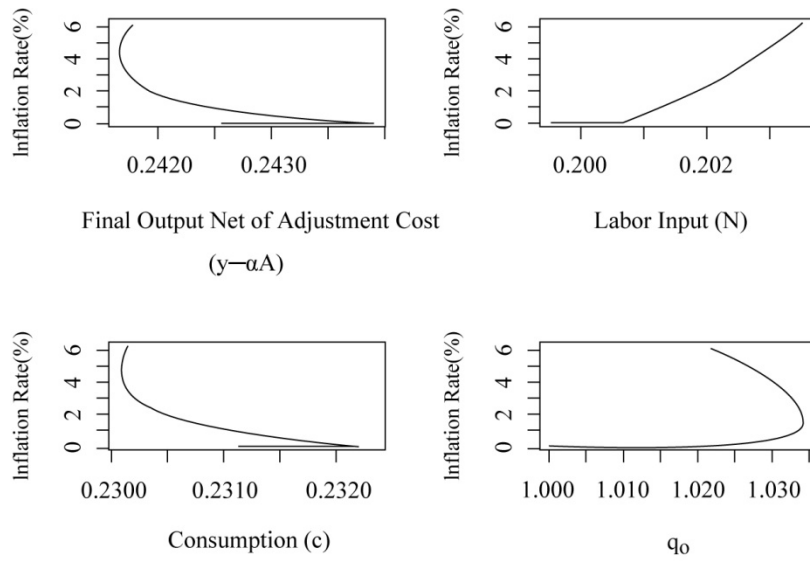 Inflation Rate(%)
0 2 4 6
0.2420 0.2430
Final Output Net of Adjustment Cost
(y─αA)
Inflation Rate(%)
0 2 4 6
0.200 0.202
Labor Input (N)
Inflation Rate(%)
0 2 4 6
0.2300 0.2310 0.2320
Consumption (c)
Inflation Rate(%)
0 2 4 6
1.000 1.010 1.020 1.030
q₀